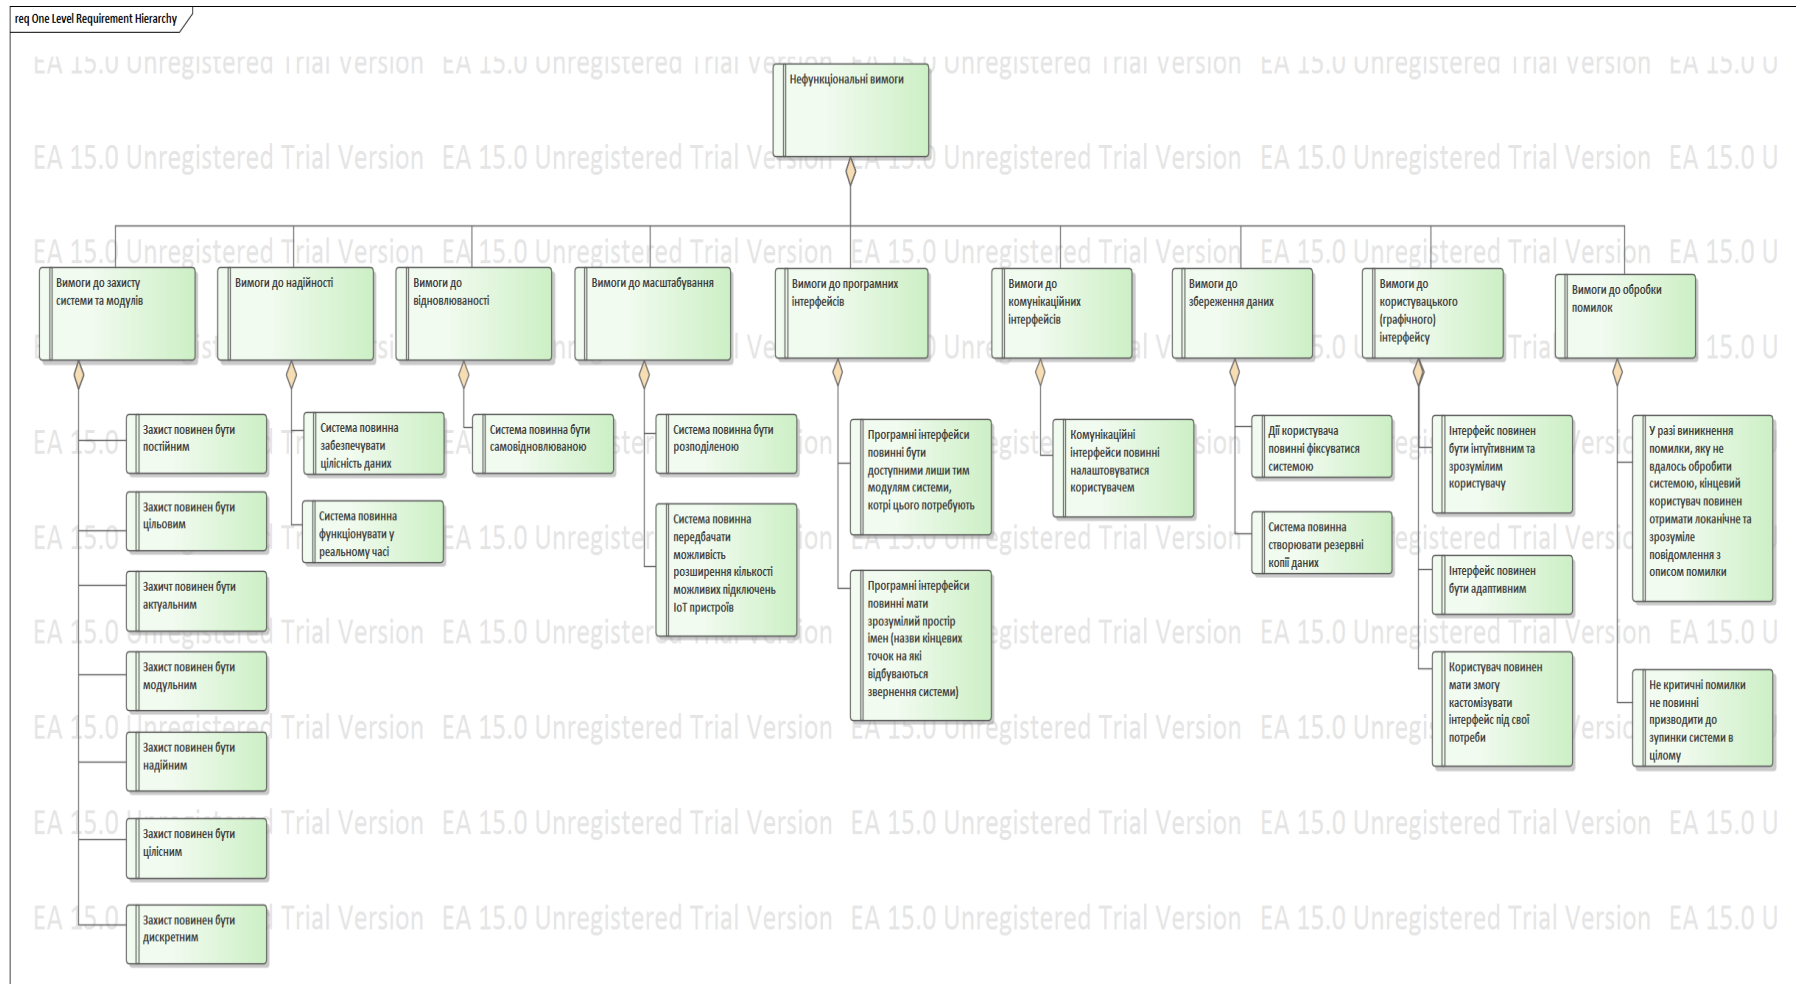 req One Level Requirement Hierarchy
EA 15.0 Unregistered Trial Version
Нефункціональні вимоги
Вимоги до захисту
системи та модулів
Вимоги до надійності
Вимоги до
відновлюваності
Вимоги до масштабування
Вимоги до програмних
інтерфейсів
Вимоги до
комунікаційних
інтерфейсів
Вимоги до
збереження даних
Вимоги до
користувацького
(графічного)
інтерфейсу
Вимоги до обробки
помилок
Захист повинен бути
постійним
Захист повинен бути
цільовим
Захичт повинен бути
актуальним
Захист повинен бути
модульним
Захист повинен бути
надійним
Захист повинен бути
цілісним
Захист повинен бути
дискретним
Система повинна
забезпечувати
цілісність даних
Система повинна
функціонувати у
реальному часі
Система повинна бути
самовідновлюваною
Система повинна бути
розподіленою
Система повинна
передбачати
можливість
розширення кількості
можливих підключень
IoT пристроїв
Програмні інтерфейси
повинні бути
доступними лиши тим
модулям системи,
котрі цього потребують
Програмні інтерфейси
повинні мати
зрозумілий простір
імен (назви кінцевих
точок на які
відбуваються
звернення системи)
Комунікаційні
інтерфейси повинні
налаштовуватися
користувачем
Дії користувача
повинні фіксуватися
системою
Система повинна
створювати резервні
копії даних
Інтерфейс повинен
бути інтуїтивним та
зрозумілим
користувачу
Інтерфейс повинен
бути адаптивним
Користувач повинен
мати змогу
кастомізувати
інтерфейс під свої
потреби
У разі виникнення
помилки, яку не
вдалось обробити
системою, кінцевий
користувач повинен
отримати локанічне та
зрозуміле
повідомлення з
описом помилки
Не критичні помилки
не повинні
призводити до
зупинки системи в
цілому